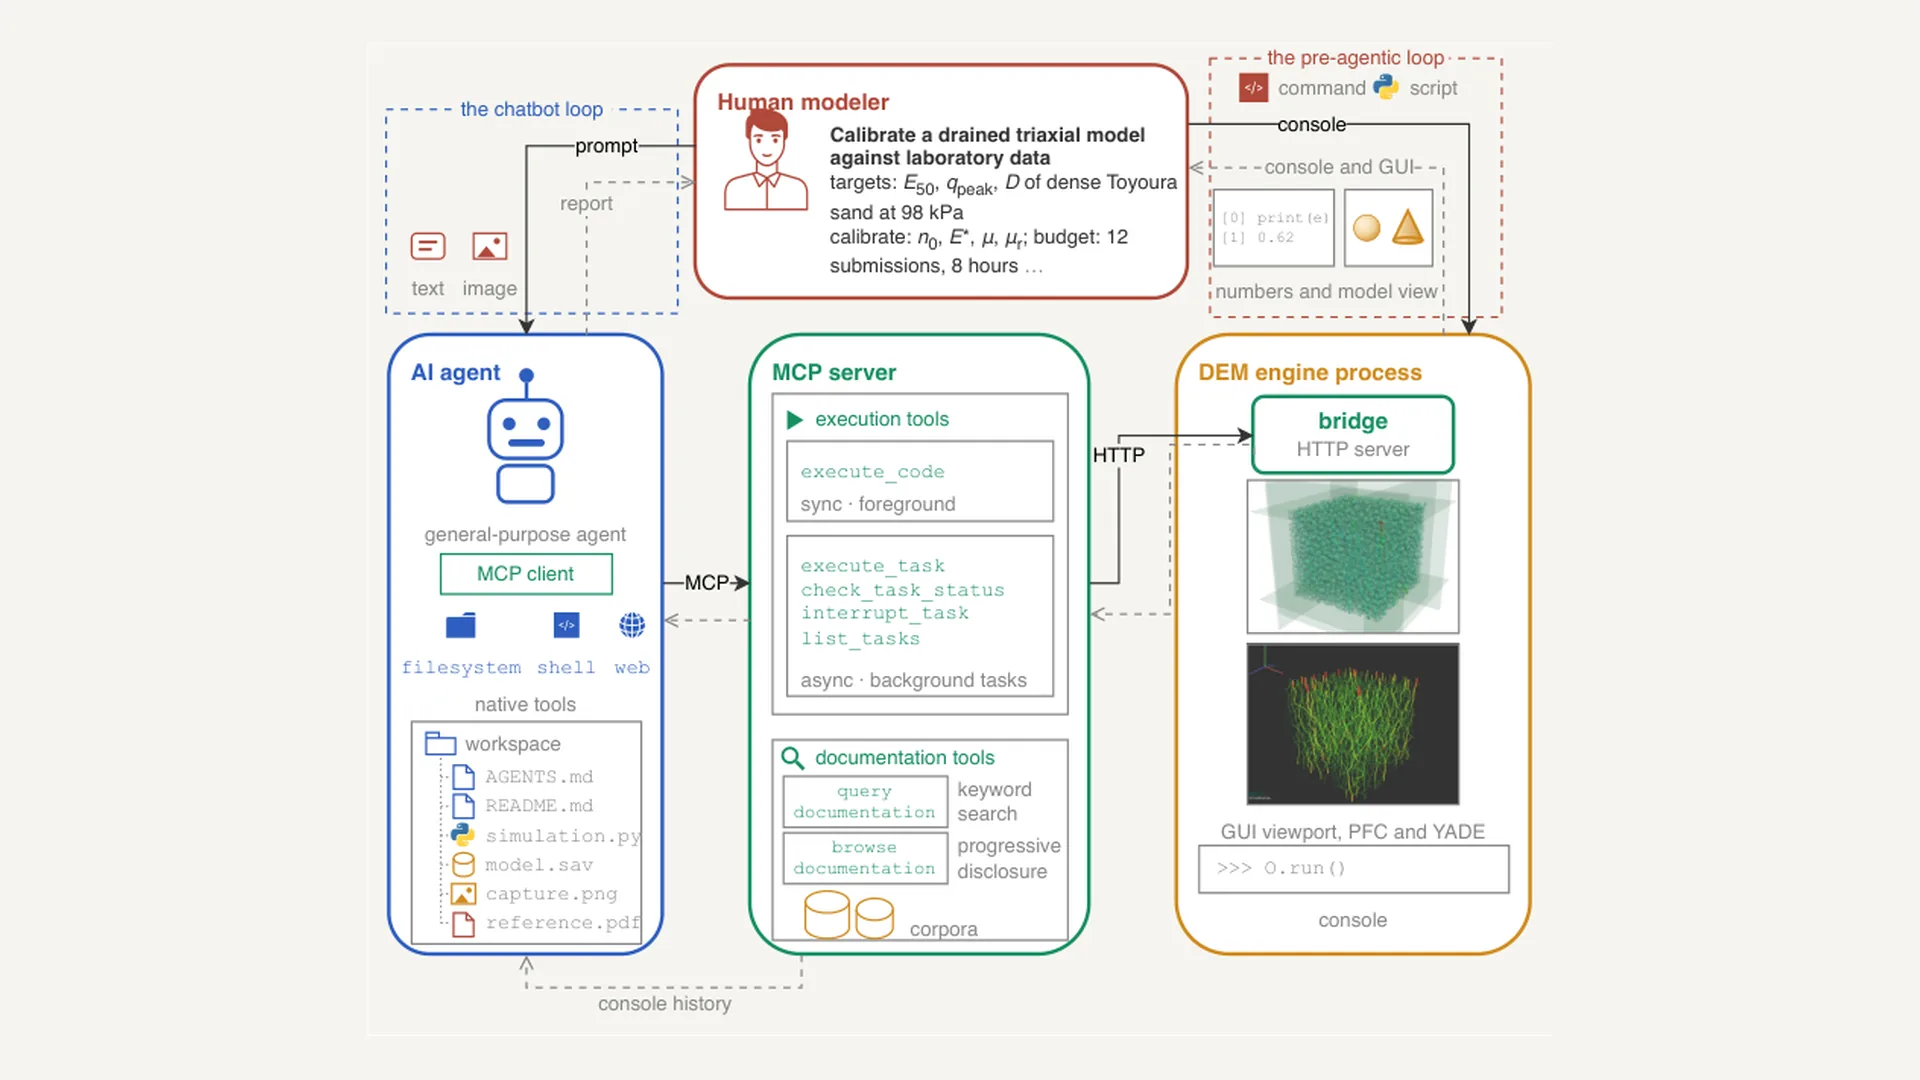 the pre-agentic loop
</> command script
the chatbot loop
prompt
report
text image
Human modeler
Calibrate a drained triaxial model
against laboratory data
targets: E50, qpeak, D of dense Toyoura
sand at 98 kPa
calibrate: n0, E*, μ, μr; budget: 12
submissions, 8 hours …
console
console and GUI
[0] print(e)
[1] 0.62
numbers and model view
AI agent
general-purpose agent
MCP client
</>
filesystem shell web
native tools
workspace
AGENTS.md
README.md
simulation.py
model.sav
capture.png
reference.pdf
MCP
MCP server
execution tools
execute_code
sync · foreground
execute_task
check_task_status
interrupt_task
list_tasks
async · background tasks
documentation tools
query
documentation
keyword
search
browse
documentation
progressive
disclosure
corpora
HTTP
DEM engine process
bridge
HTTP server
GUI viewport, PFC and YADE
>>> O.run()
console
console history